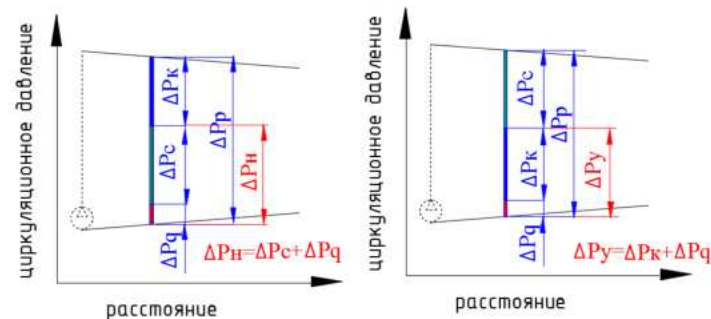 циркуляционное давление
ΔPк
ΔPс
ΔPр
ΔPн
ΔPq
ΔPн=ΔPс+ΔPq
расстояние
циркуляционное давление
ΔPс
ΔPк
ΔPр
ΔPу
ΔPq
ΔPу=ΔPк+ΔPq
расстояние